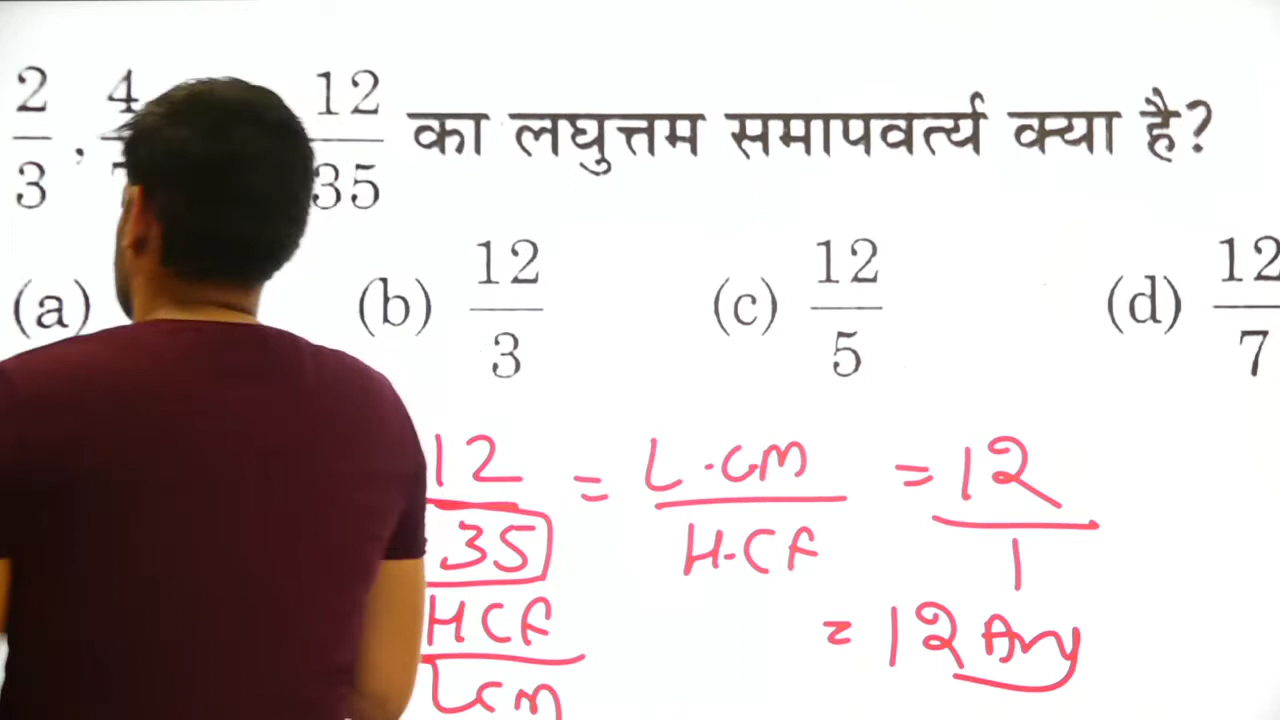 2/3, 4 12/35 का लघुत्तम समापवर्त्य क्या है?
(a) (b) 12/3 (c) 12/5 (d) 12/7
12/35 = L.CM/H.CF = 12/1
HCF/LCM
= 12 Ans